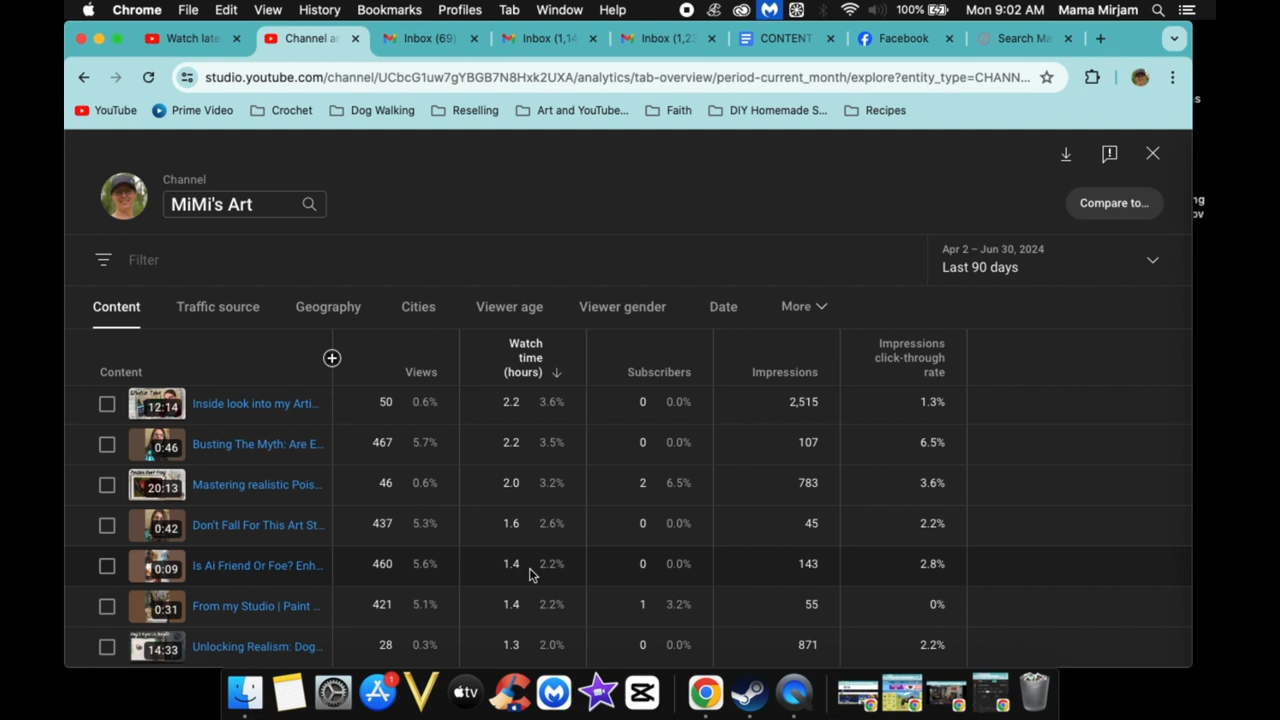 Chrome File Edit View History Bookmarks Profiles Tab Window Help 100% Mon 9:02 AM Mama Mirjam
Watch late Channel ar Inbox (69) Inbox (1,14 Inbox (1,2 CONTENT Facebook Search Ma
studio.youtube.com/channel/UCbcG1uw7gYBGB7N8Hxk2UXA/analytics/tab-overview/period-current_month/explore?entity_type=CHANN...
YouTube Prime Video Crochet Dog Walking Reselling Art and YouTube... Faith DIY Homemade S... Recipes
Channel
MiMi's Art
Compare to...
Filter
Apr 2 – Jun 30, 2024
Last 90 days
Content Traffic source Geography Cities Viewer age Viewer gender Date More
Content Views Watch time (hours) Subscribers Impressions Impressions click-through rate
12:14 Inside look into my Arti... 50 0.6% 2.2 3.6% 0 0.0% 2,515 1.3%
0:46 Busting The Myth: Are E... 467 5.7% 2.2 3.5% 0 0.0% 107 6.5%
20:13 Mastering realistic Pois... 46 0.6% 2.0 3.2% 2 6.5% 783 3.6%
0:42 Don't Fall For This Art St... 437 5.3% 1.6 2.6% 0 0.0% 45 2.2%
0:09 Is Ai Friend Or Foe? Enh... 460 5.6% 1.4 2.2% 0 0.0% 143 2.8%
0:31 From my Studio | Paint ... 421 5.1% 1.4 2.2% 1 3.2% 55 0%
14:33 Unlocking Realism: Dog... 28 0.3% 1.3 2.0% 0 0.0% 871 2.2%
1 tv